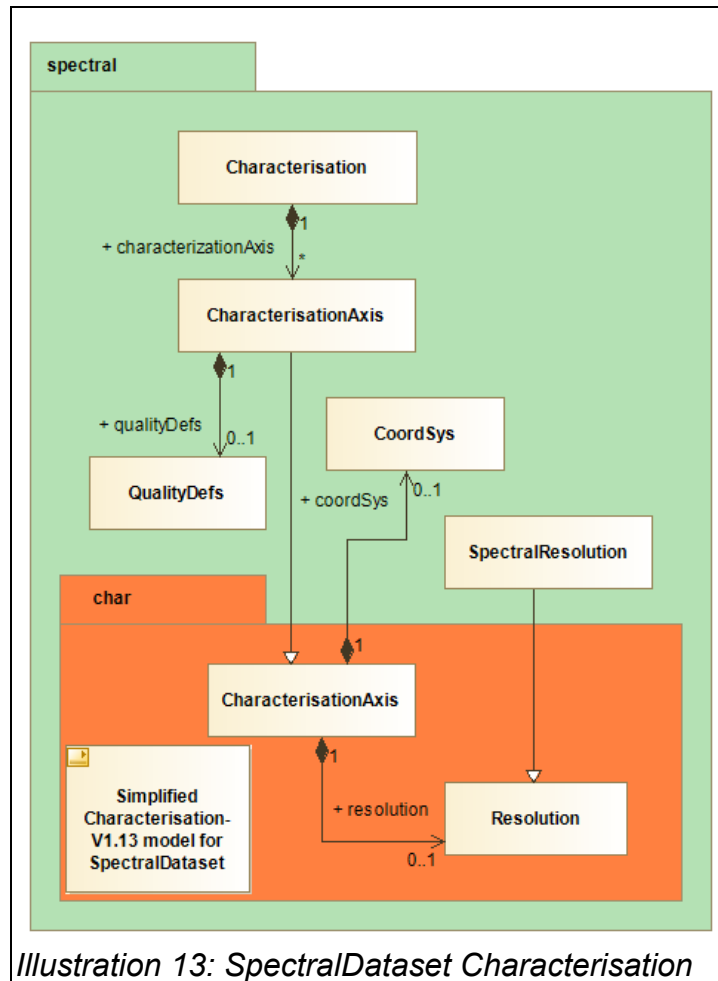 spectral
Characterisation
1
+ characterizationAxis
*
CharacterisationAxis
1
+ qualityDefs
0..1
CoordSys
0..1
QualityDefs
+ coordSys
SpectralResolution
char
1
CharacterisationAxis
1
Simplified
Characterisation-
V1.13 model for
SpectralDataset
+ resolution
0..1
Resolution
Illustration 13: SpectralDataset Characterisation